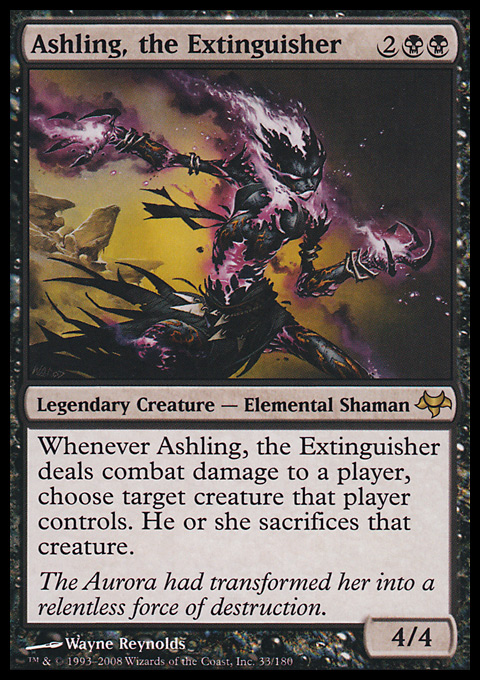 Ashling, the Extinguisher 2
Legendary Creature — Elemental Shaman
Whenever Ashling, the Extinguisher
deals combat damage to a player,
choose target creature that player
controls. He or she sacrifices that
creature.
The Aurora had transformed her into a
relentless force of destruction.
Wayne Reynolds
4/4
™ & © 1993–2008 Wizards of the Coast, Inc. 33/180